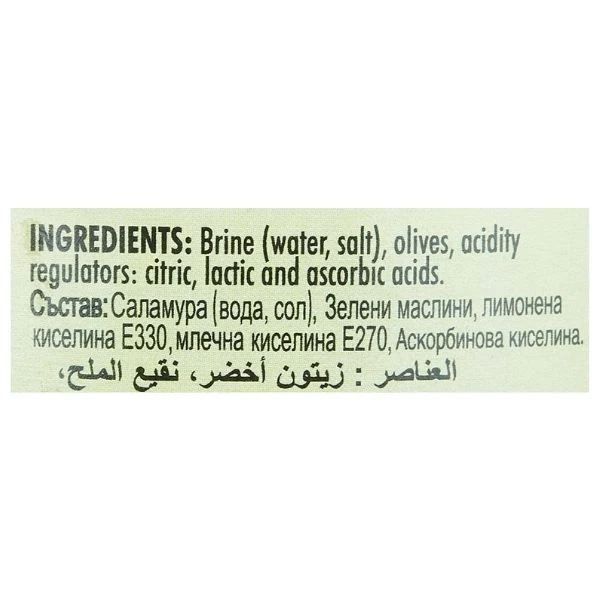 INGREDIENTS: Brine (water, salt), olives, acidity
regulators: citric, lactic and ascorbic acids.
Състав: Саламура (вода, сол), Зелени маслини, лимонена
киселина Е330, млечна киселина Е270, Аскорбинова киселина.
العناصر : زيتون أخضر، نقيع الملح،